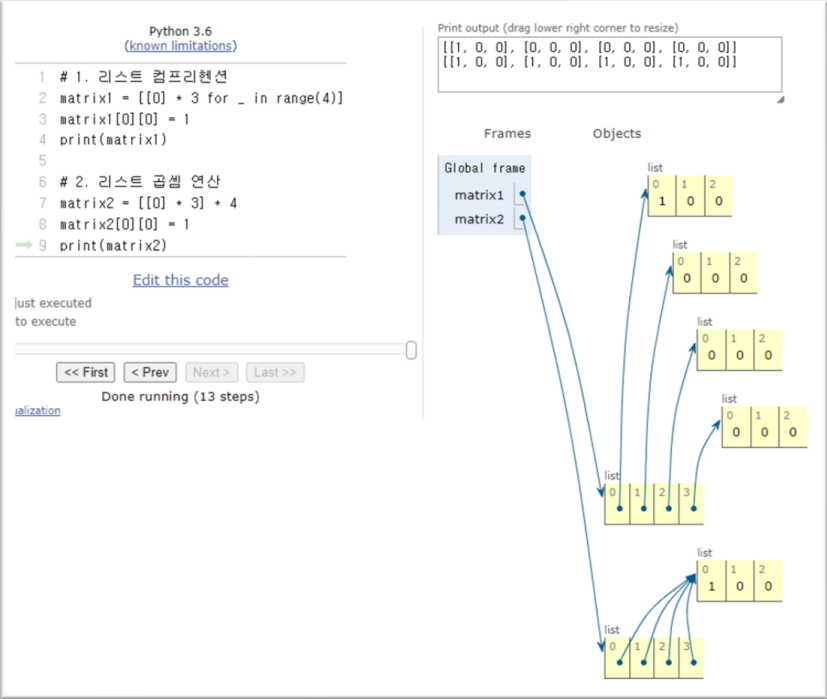 Python 3.6
(known limitations)
1 # 1. 리스트 컴프리헨션
2 matrix1 = [[0] * 3 for _ in range(4)]
3 matrix1[0][0] = 1
4 print(matrix1)
5
6 # 2. 리스트 곱셈 연산
7 matrix2 = [[0] * 3] * 4
8 matrix2[0][0] = 1
9 print(matrix2)
Edit this code
just executed
to execute
<< First
< Prev
Next >
Last >>
Done running (13 steps)
alization
Print output (drag lower right corner to resize)
[[1, 0, 0], [0, 0, 0], [0, 0, 0], [0, 0, 0]]
[[1, 0, 0], [1, 0, 0], [1, 0, 0], [1, 0, 0]]
Frames
Objects
Global frame
matrix1
matrix2
list
0 1 2
1 0 0
list
0 1 2
0 0 0
list
0 1 2
0 0 0
list
0 1 2
0 0 0
list
0 1 2 3
list
0 1 2
1 0 0
list
0 1 2 3